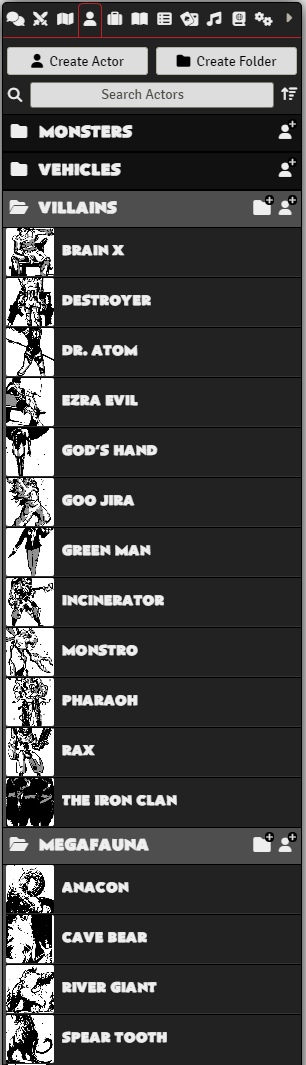 Create Actor
Create Folder
Search Actors
MONSTERS
VEHICLES
VILLAINS
BRAIN X
DESTROYER
DR. ATOM
EZRA EVIL
GOD'S HAND
GOO JIRA
GREEN MAN
INCINERATOR
MONSTRO
PHARAOH
RAX
THE IRON CLAN
MEGAFAUNA
ANACON
CAVE BEAR
RIVER GIANT
SPEAR TOOTH